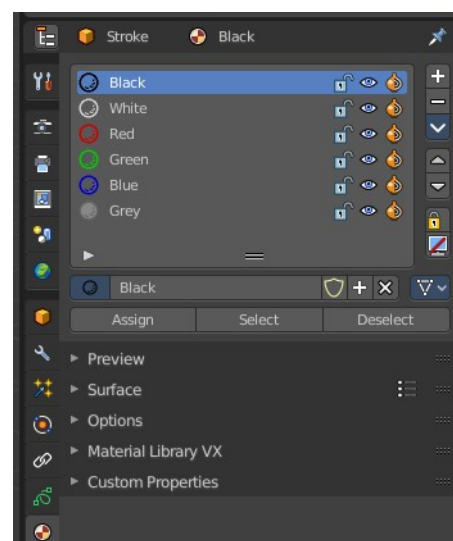 Stroke Black
Black
White
Red
Green
Blue
Grey
Black
Assign Select Deselect
Preview
Surface
Options
Material Library VX
Custom Properties